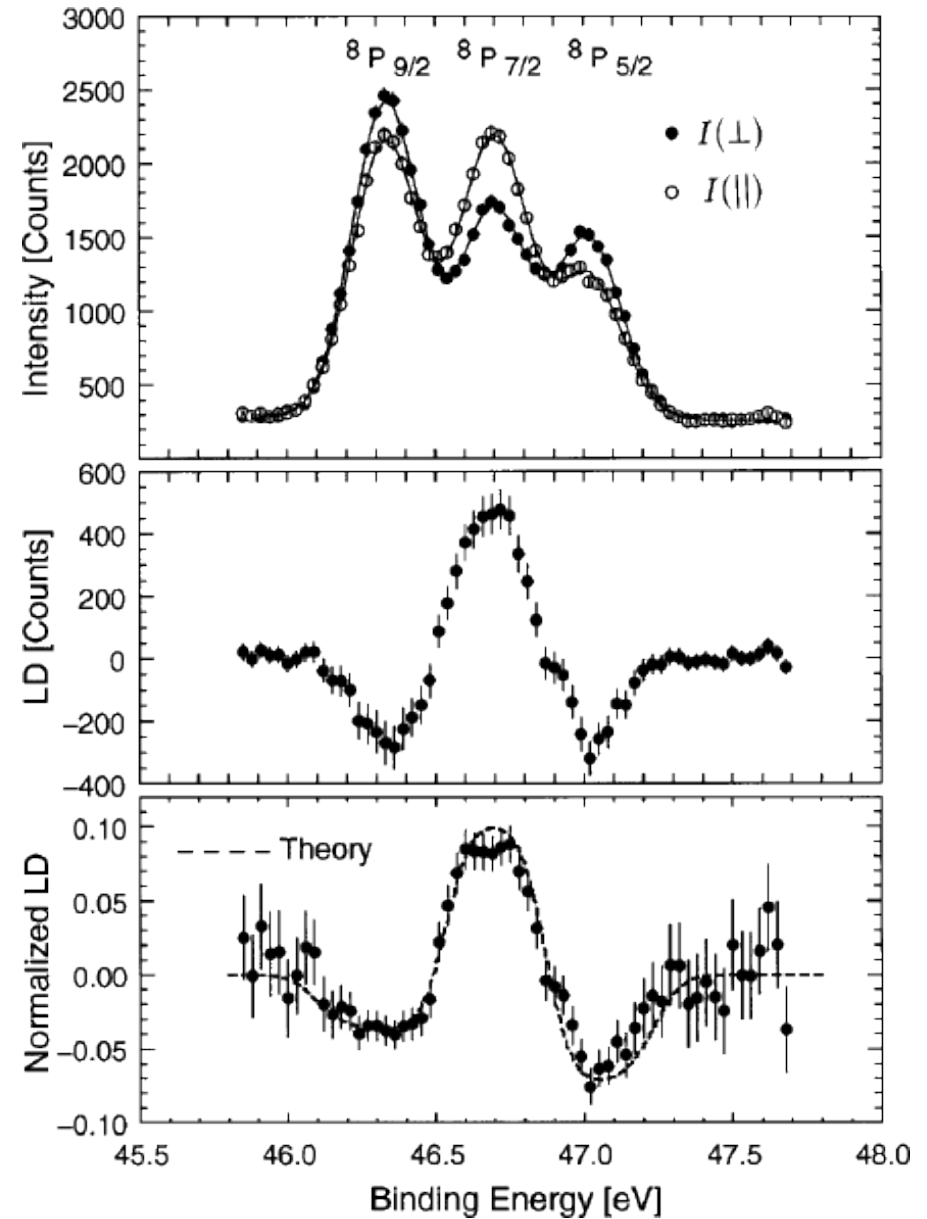 3000
⁸P₉/₂ ⁸P₇/₂ ⁸P₅/₂
2500
I(⊥)
2000
I(||)
1500
1000
500
Intensity [Counts]
600
400
200
0
−200
−400
LD [Counts]
0.10
Theory
0.05
0.00
−0.05
−0.10
Normalized LD
45.5 46.0 46.5 47.0 47.5 48.0
Binding Energy [eV]